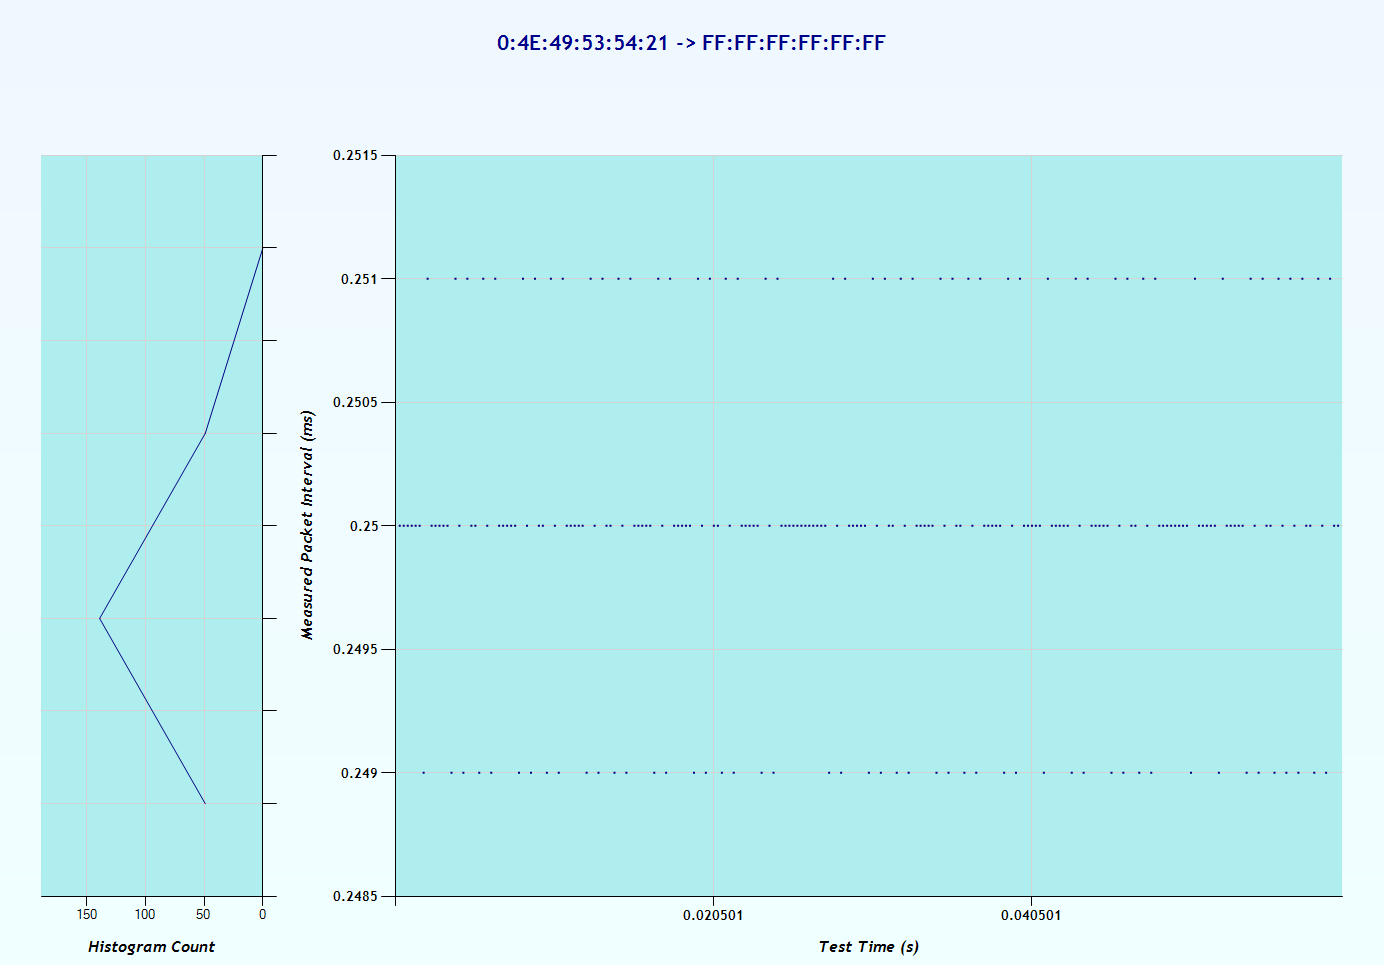 0:4E:49:53:54:21 -> FF:FF:FF:FF:FF:FF
0.2515
0.251
0.2505
0.25
0.2495
0.249
0.2485
Measured Packet Interval (ms)
150 100 50 0
0.020501 0.040501
Histogram Count
Test Time (s)